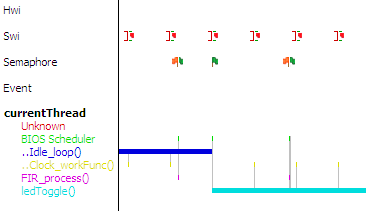 Hwi
Swi
Semaphore
Event
currentThread
Unknown
BIOS Scheduler
..Idle_loop()
..Clock_workFunc()
FIR_process()
ledToggle()